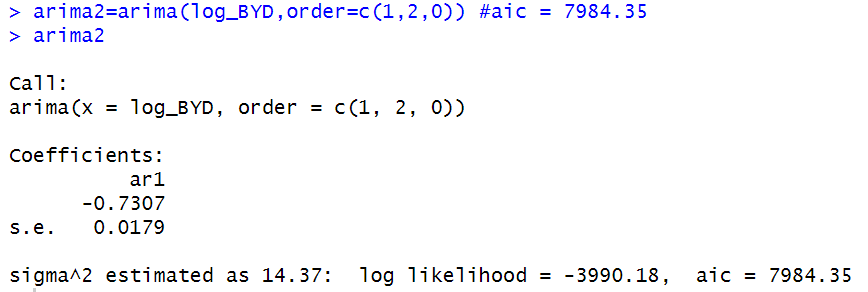 > arima2=arima(log_BYD,order=c(1,2,0)) #aic = 7984.35
> arima2
Call:
arima(x = log_BYD, order = c(1, 2, 0))
Coefficients:
ar1
-0.7307
s.e. 0.0179
sigma^2 estimated as 14.37: log likelihood = -3990.18, aic = 7984.35